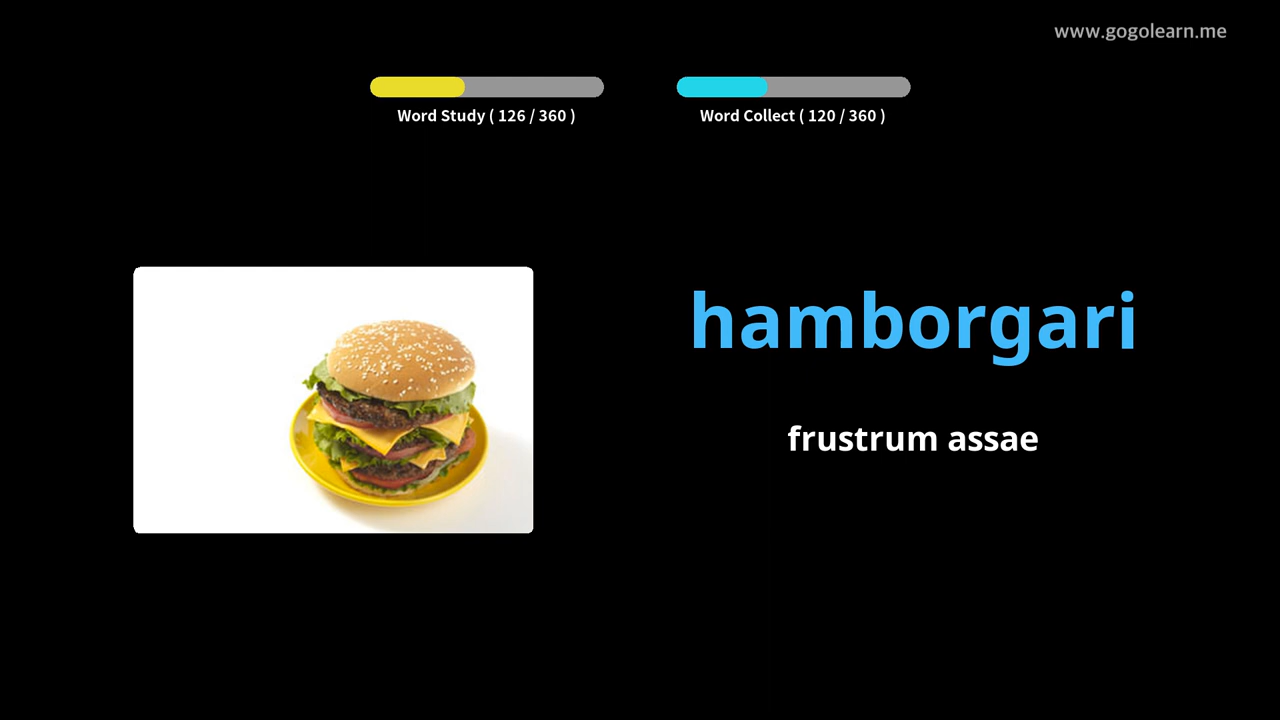 www.gogolearn.me
Word Study ( 126 / 360 )
Word Collect ( 120 / 360 )
hamborgari
frustrum assae